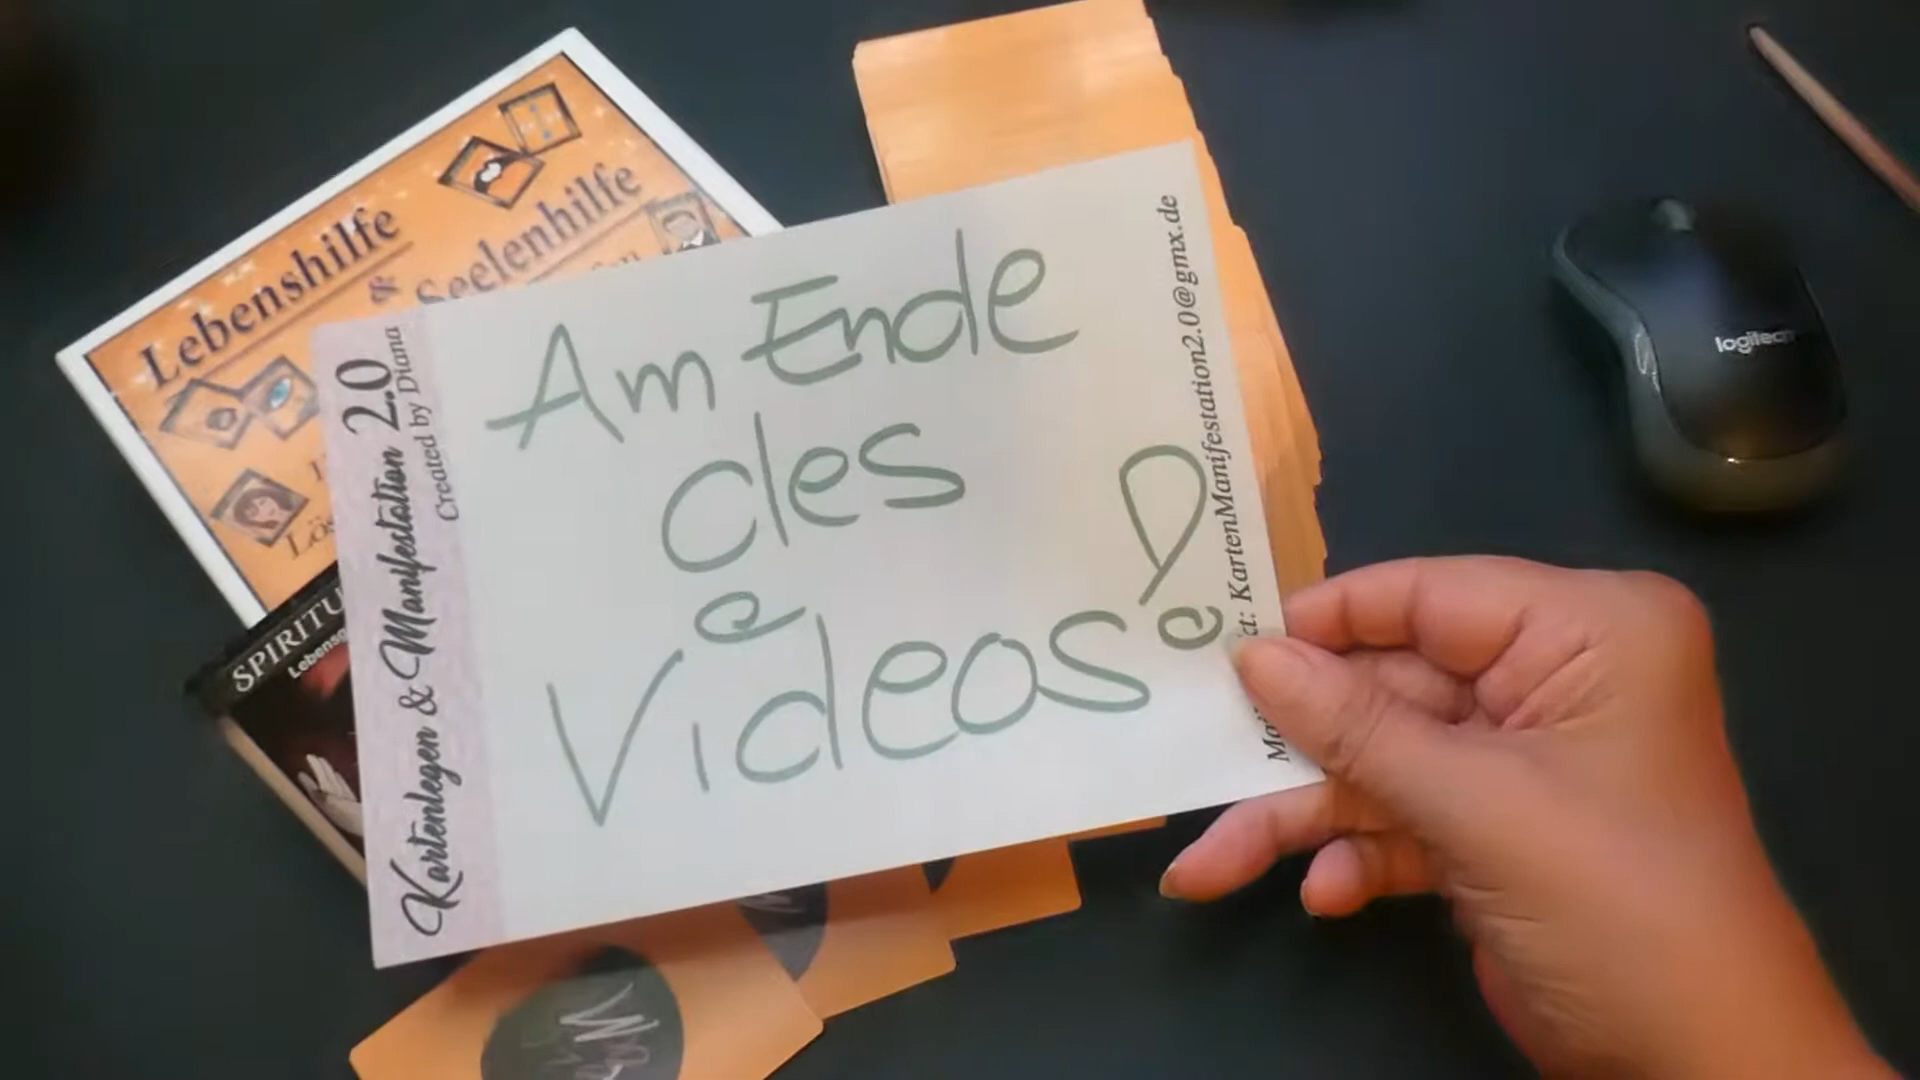 Lebenshilfe
&
Seelenhilfe
Kartenlegen & Manifestation 2.0
Created by Diana
Am Ende
des
Videos!
KartenManifestation2.0@gmx.de
SPIRITU
logitech